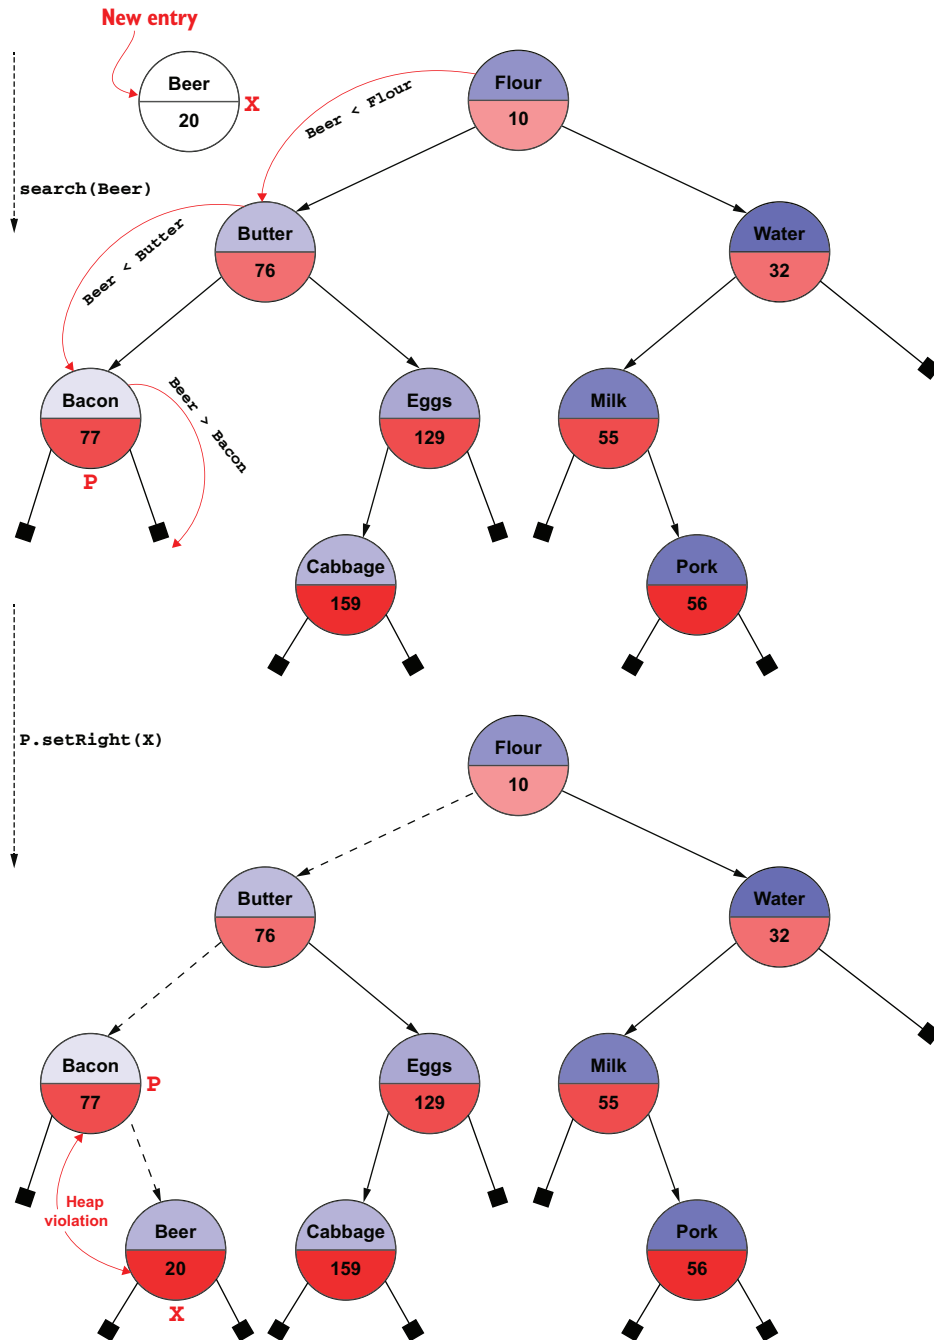 New entry
Beer
20
X
Beer < Flour
Flour
10
search(Beer)
Beer < Butter
Butter
76
Water
32
Bacon
77
P
Beer > Bacon
Eggs
129
Milk
55
Cabbage
159
Pork
56
P.setRight(X)
Flour
10
Butter
76
Water
32
Bacon
77
P
Eggs
129
Milk
55
Heap
violation
Beer
20
X
Cabbage
159
Pork
56